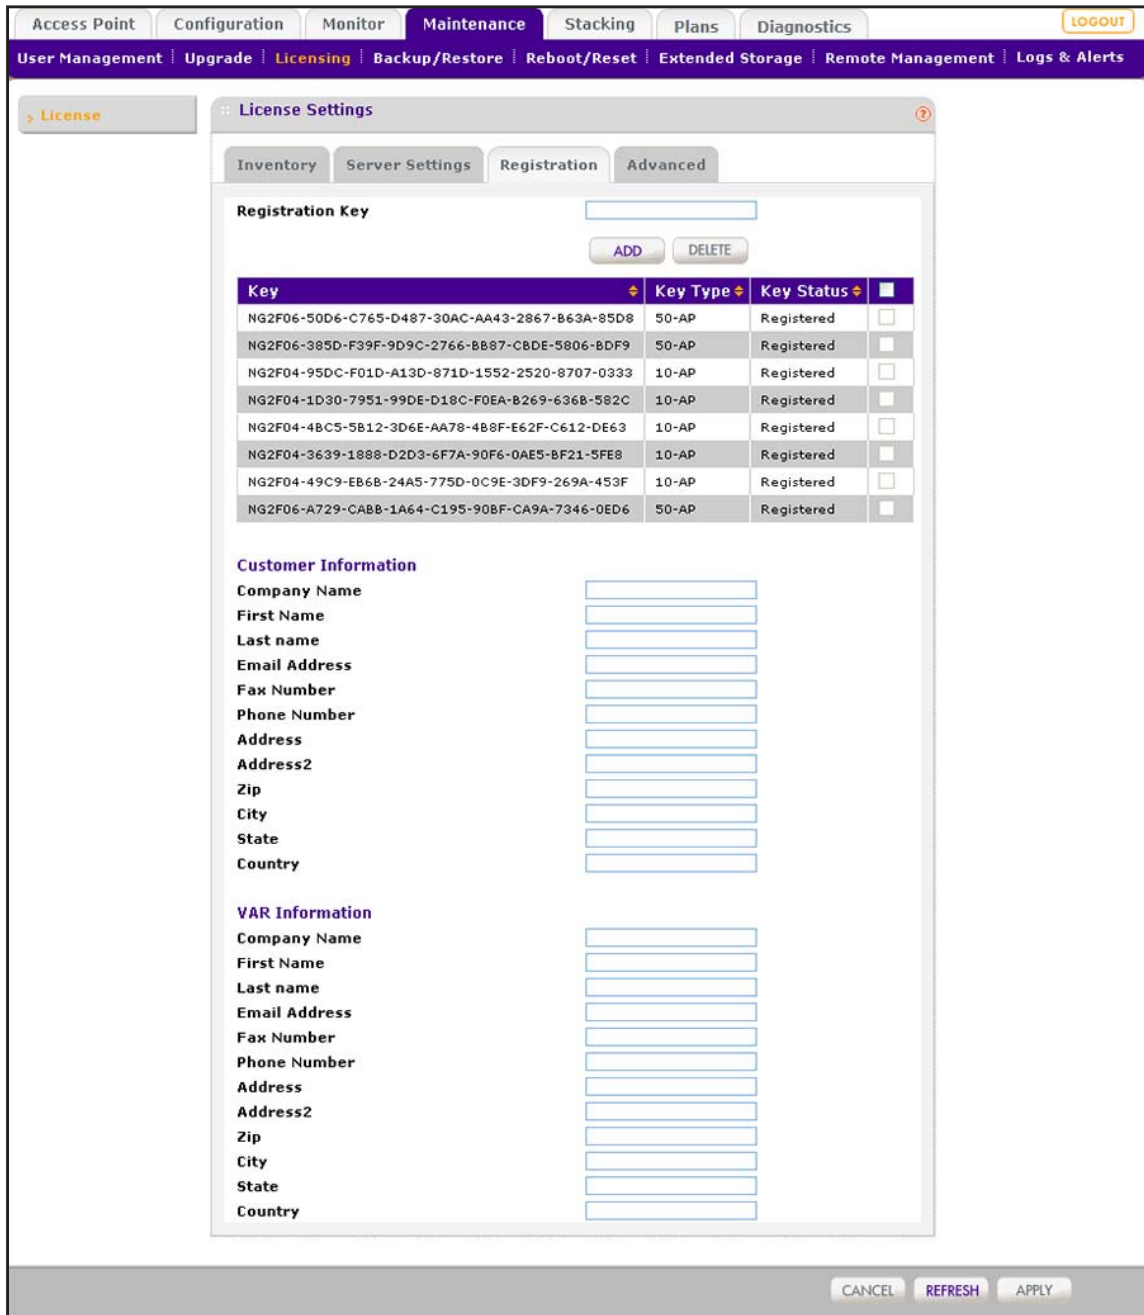 Access Point Configuration Monitor Maintenance Stacking Plans Diagnostics LOGOUT
User Management Upgrade Licensing Backup/Restore Reboot/Reset Extended Storage Remote Management Logs & Alerts
License
License Settings ?
Inventory Server Settings Registration Advanced
Registration Key
ADD DELETE
Key Key Type Key Status
NG2F06-50D6-C765-D487-30AC-AA43-2867-B63A-85D8 50-AP Registered
NG2F06-385D-F39F-9D9C-2766-BB87-CBDE-5806-BDF9 50-AP Registered
NG2F04-95DC-F01D-A13D-871D-1552-2520-8707-0333 10-AP Registered
NG2F04-1D30-7951-99DE-D18C-F0EA-B269-636B-582C 10-AP Registered
NG2F04-4BC5-5B12-3D6E-AA78-4B8F-E62F-C612-DE63 10-AP Registered
NG2F04-3639-1888-D2D3-6F7A-90F6-0AE5-BF21-5FE8 10-AP Registered
NG2F04-49C9-EB6B-24A5-775D-0C9E-3DF9-269A-453F 10-AP Registered
NG2F06-A729-CABB-1A64-C195-90BF-CA9A-7346-0ED6 50-AP Registered
Customer Information
Company Name
First Name
Last name
Email Address
Fax Number
Phone Number
Address
Address2
Zip
City
State
Country
VAR Information
Company Name
First Name
Last name
Email Address
Fax Number
Phone Number
Address
Address2
Zip
City
State
Country
CANCEL REFRESH APPLY